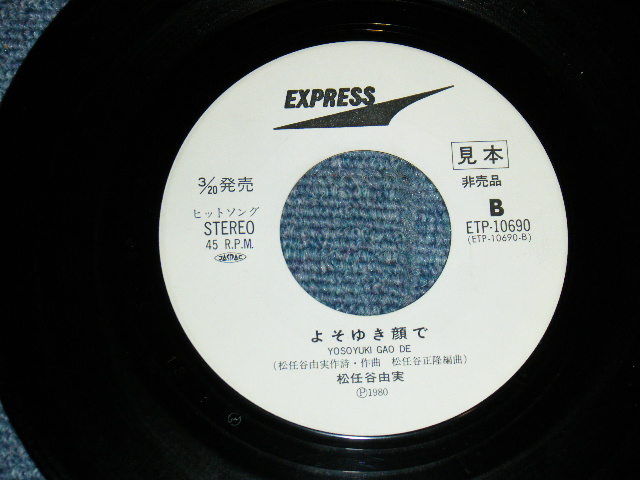 EXPRESS
見本
非売品
3/20発売
ヒットソング
STEREO
45 R.P.M.
JASRAC
B
ETP-10690
(ETP-10690-B)
よそゆき顔で
YOSOYUKI GAO DE
(松任谷由実作詩・作曲 松任谷正隆編曲)
松任谷由実
Ⓟ1980